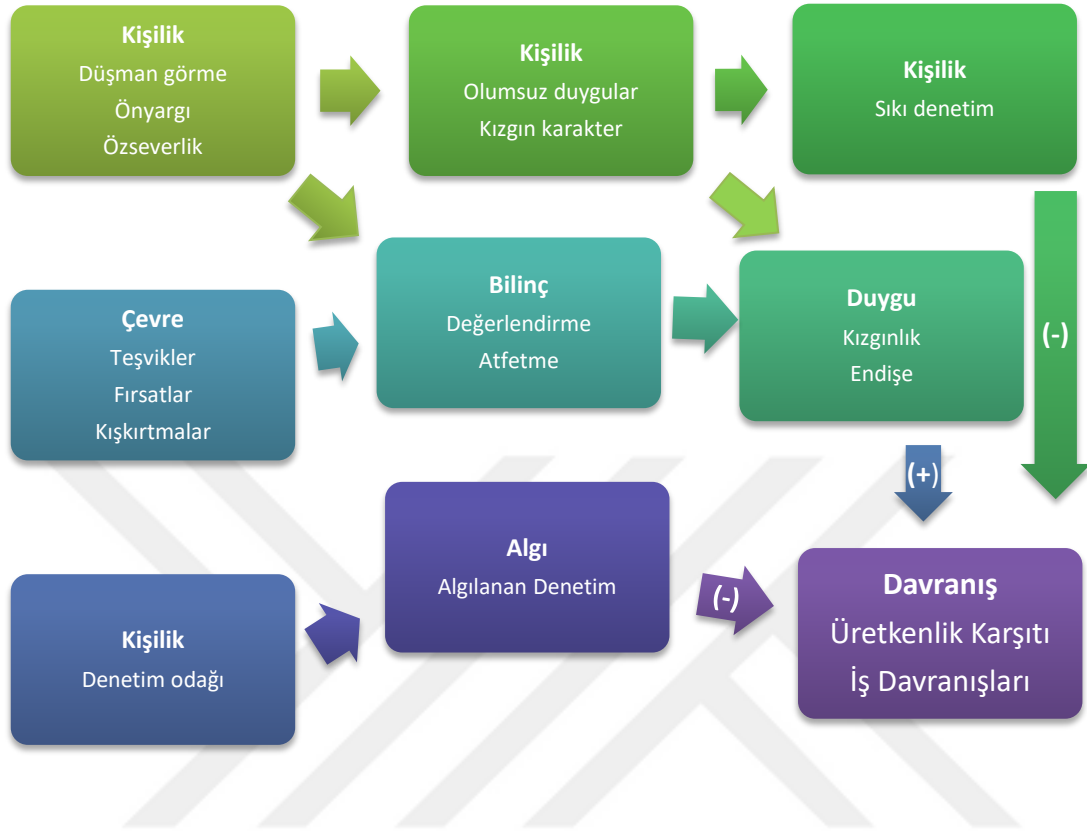 Kişilik
Düşman görme
Önyargı
Özseverlik
Kişilik
Olumsuz duygular
Kızgın karakter
Kişilik
Sıkı denetim
Çevre
Teşvikler
Fırsatlar
Kışkırtmalar
Bilinç
Değerlendirme
Atfetme
Duygu
Kızgınlık
Endişe
(-)
(+)
Kişilik
Denetim odağı
Algı
Algılanan Denetim
(-)
Davranış
Üretkenlik Karşıtı
İş Davranışları